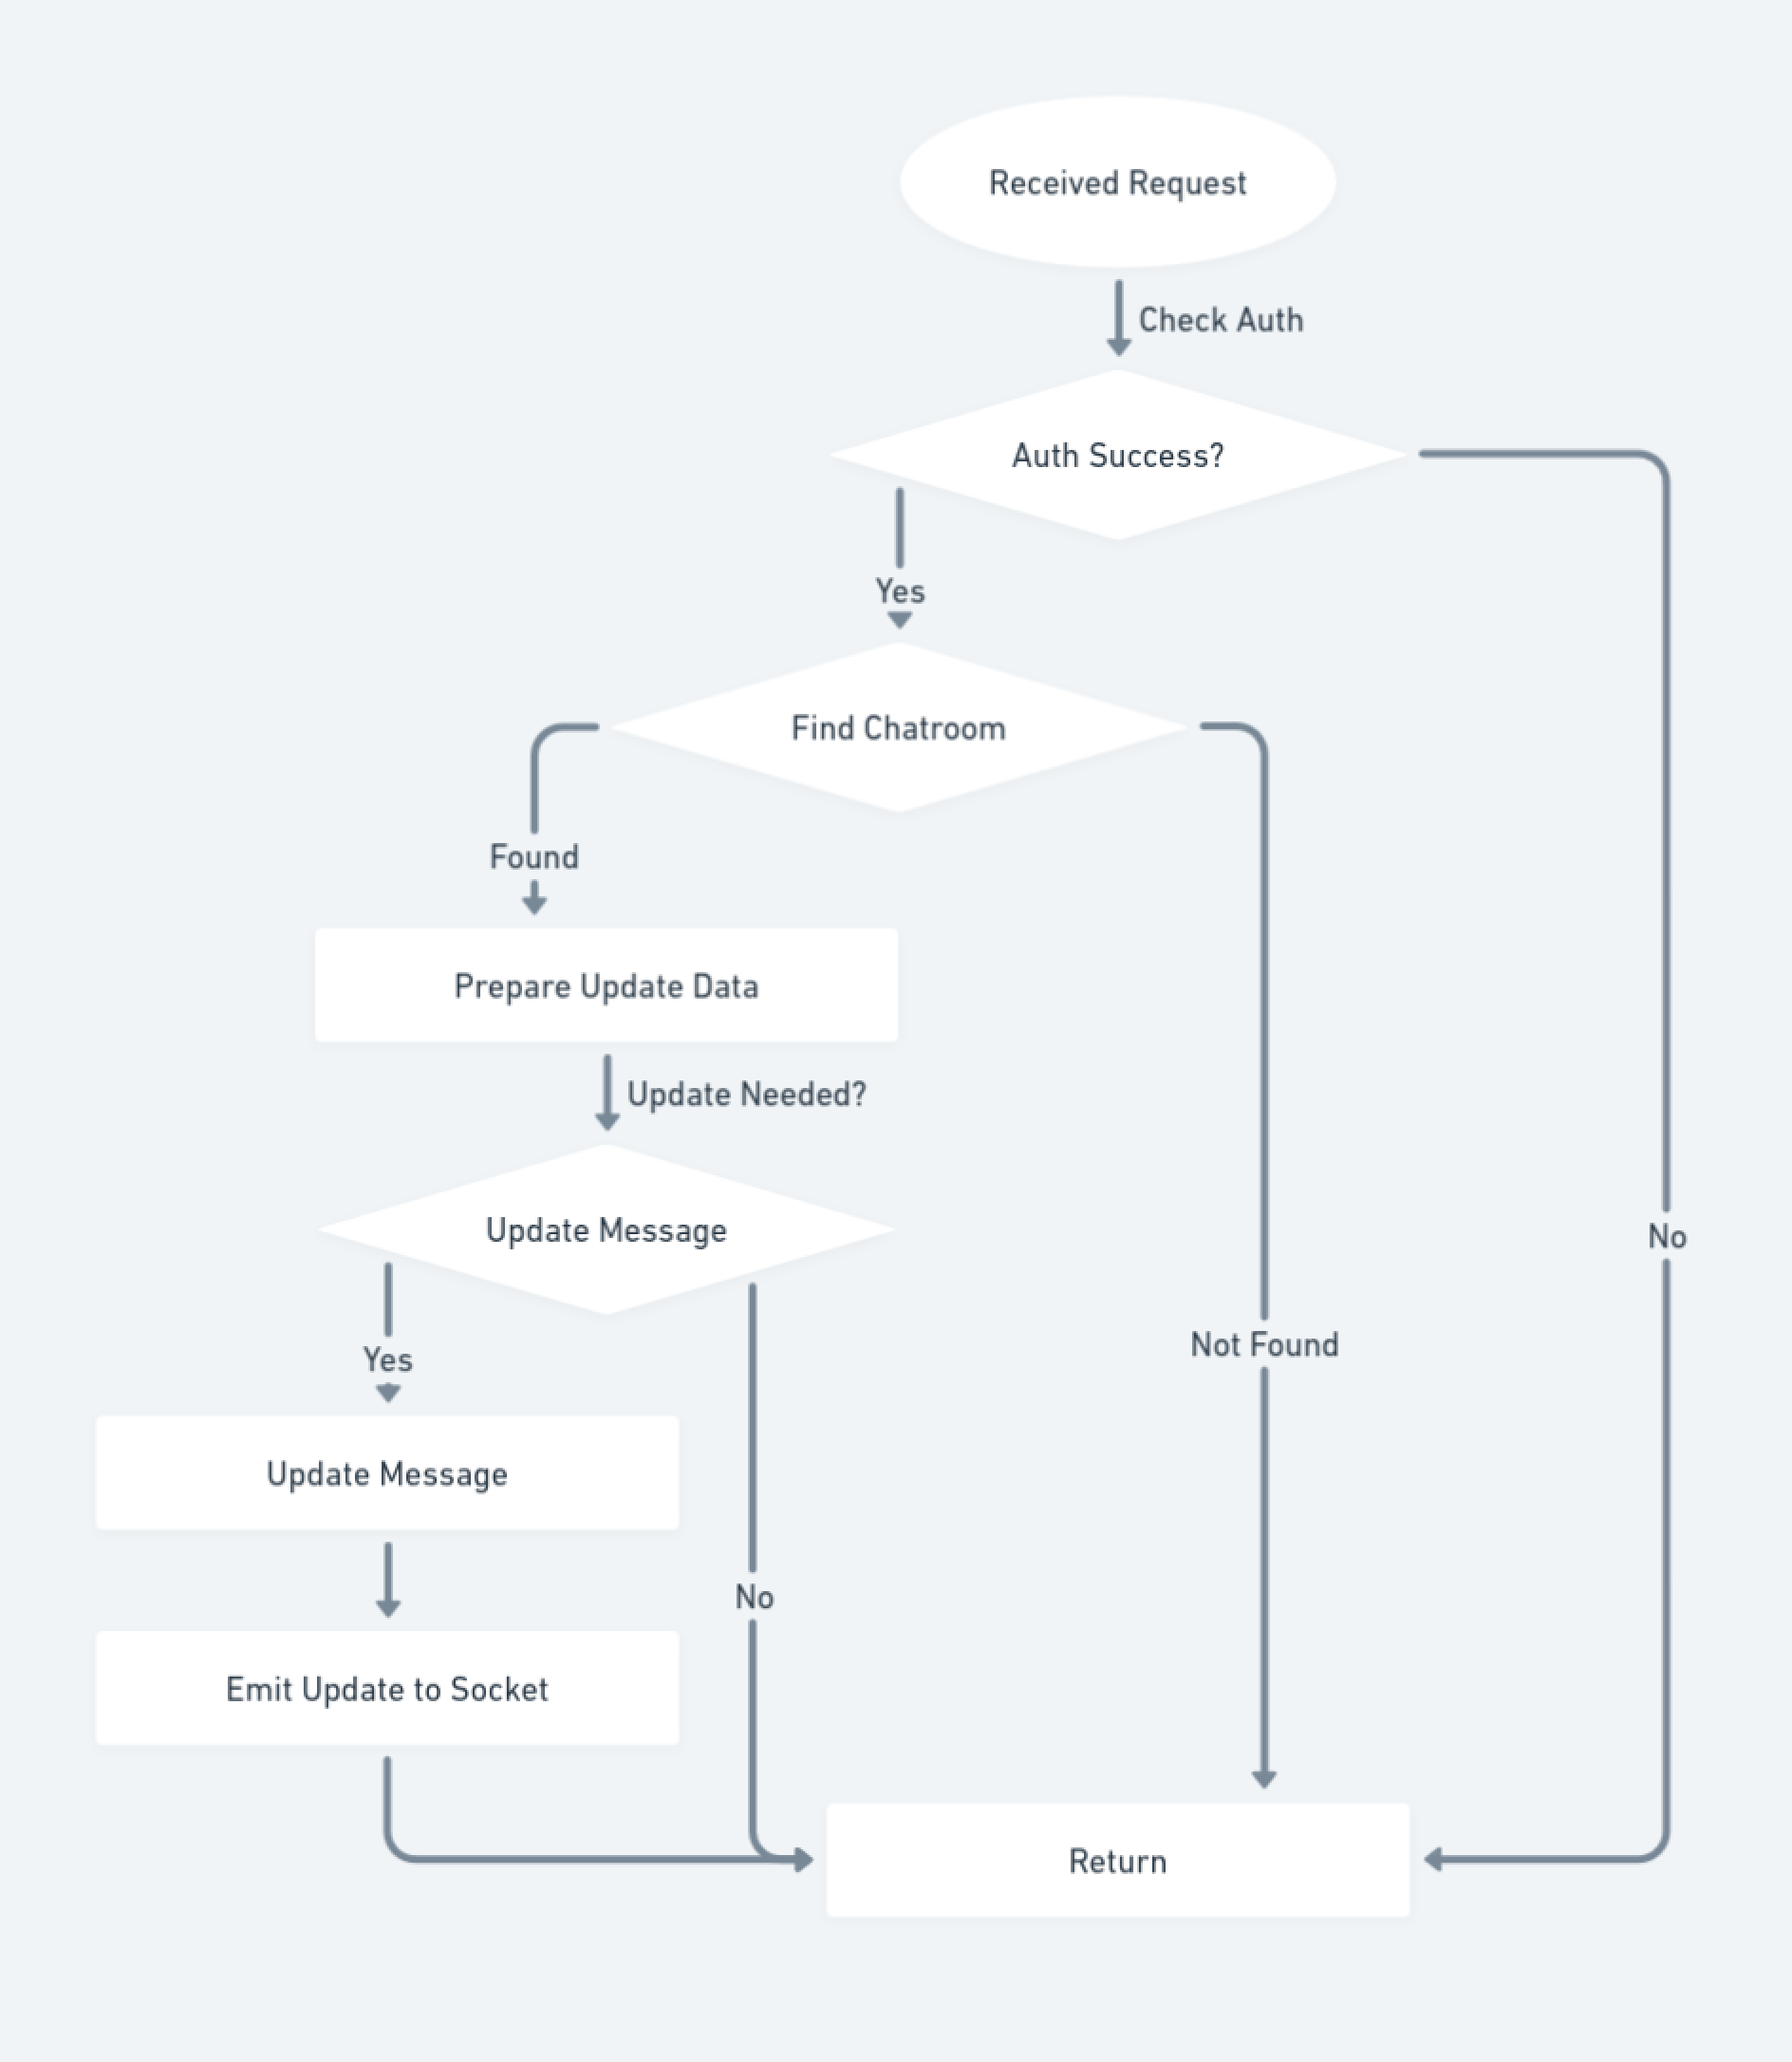 Received Request
Check Auth
Auth Success?
Yes
Find Chatroom
Found
Prepare Update Data
Update Needed?
Update Message
No
Not Found
Yes
Update Message
No
Emit Update to Socket
Return